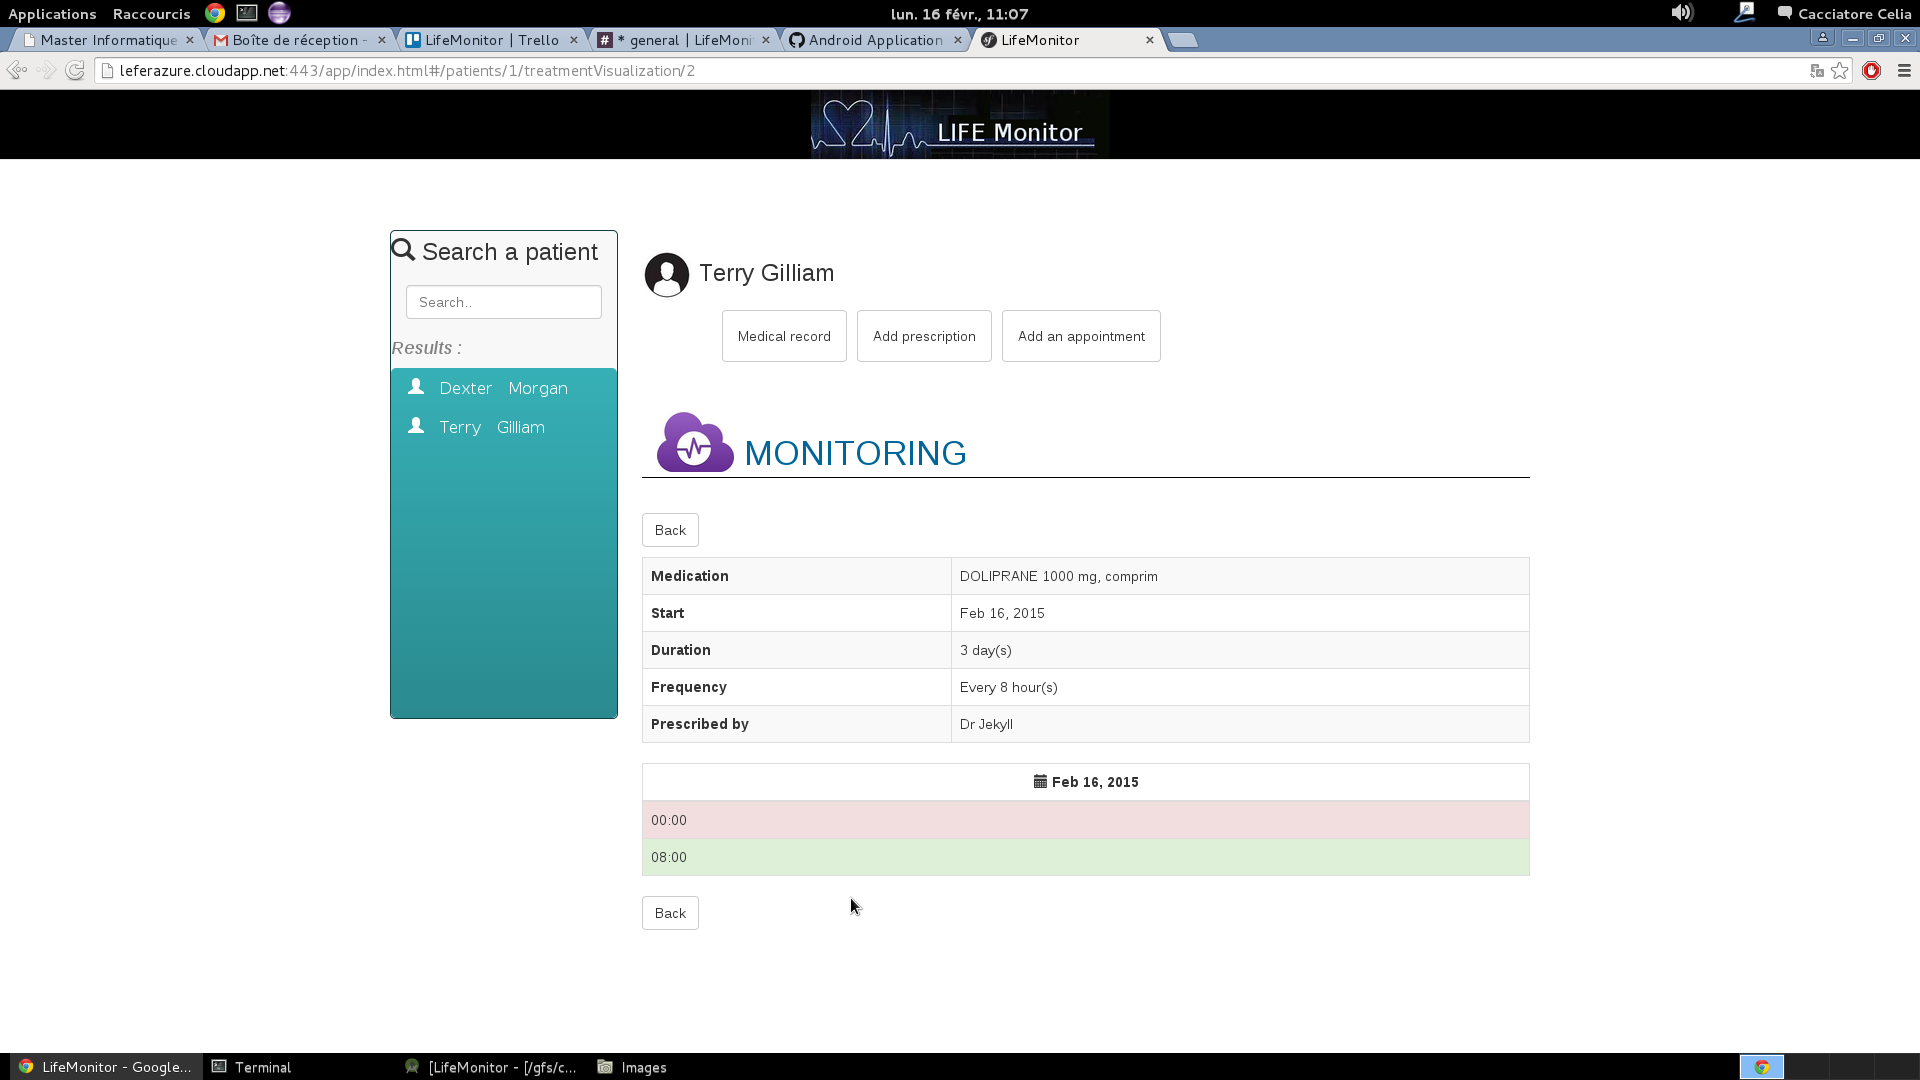 Applications Raccourcis lun. 16 févr., 11:07 Cacciatore Celia
Master Informatique Boîte de réception - LifeMonitor | Trello * general | LifeMoni Android Application LifeMonitor
leferazure.cloudapp.net:443/app/index.html#/patients/1/treatmentVisualization/2
LIFE Monitor
Search a patient
Search..
Results :
Dexter Morgan
Terry Gilliam
Terry Gilliam
Medical record Add prescription Add an appointment
MONITORING
Back
Medication DOLIPRANE 1000 mg, comprim
Start Feb 16, 2015
Duration 3 day(s)
Frequency Every 8 hour(s)
Prescribed by Dr Jekyll
Feb 16, 2015
00:00
08:00
Back
LifeMonitor - Google... Terminal [LifeMonitor - [/gfs/c... Images